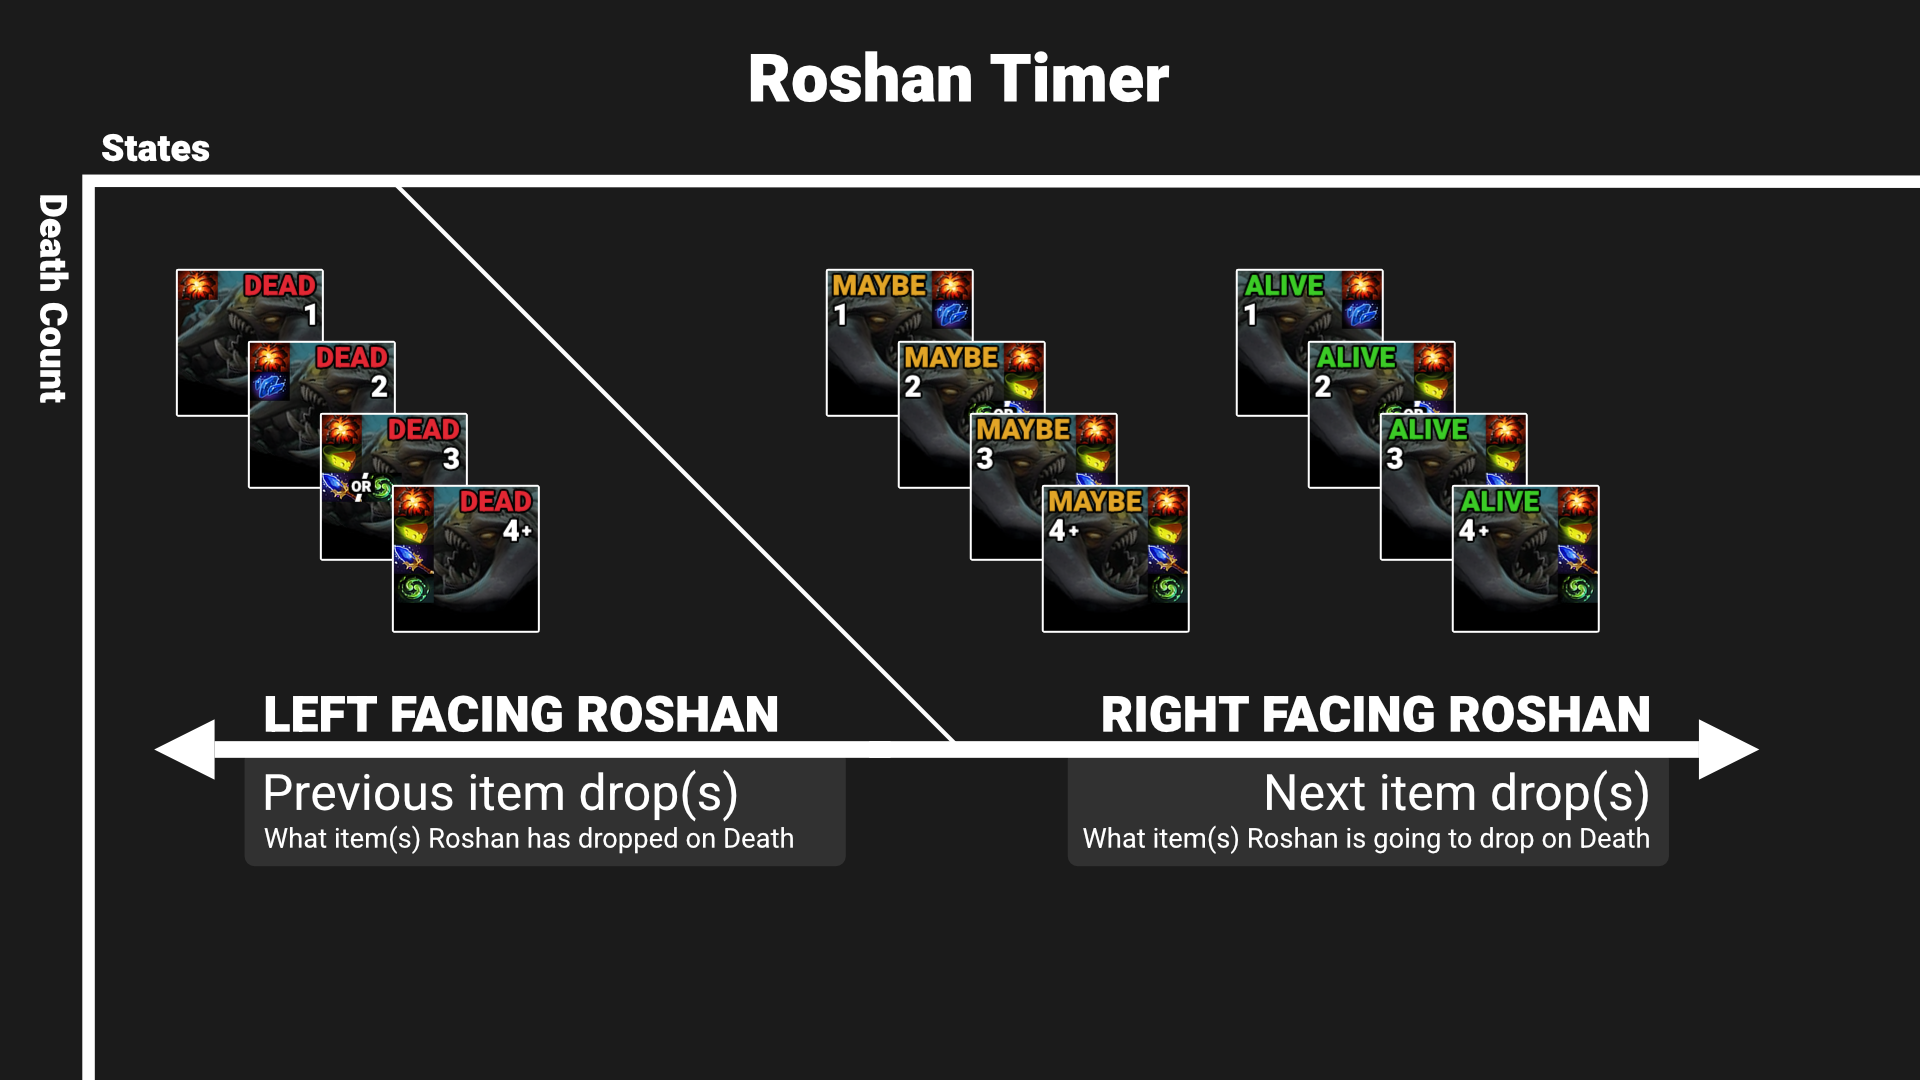 Roshan Timer
States
Death Count
DEAD
1
DEAD
2
DEAD
3
OR
DEAD
4+
MAYBE
1
MAYBE
2
OR
MAYBE
3
MAYBE
4+
ALIVE
1
ALIVE
2
OR
ALIVE
3
ALIVE
4+
LEFT FACING ROSHAN
Previous item drop(s)
What item(s) Roshan has dropped on Death
RIGHT FACING ROSHAN
Next item drop(s)
What item(s) Roshan is going to drop on Death